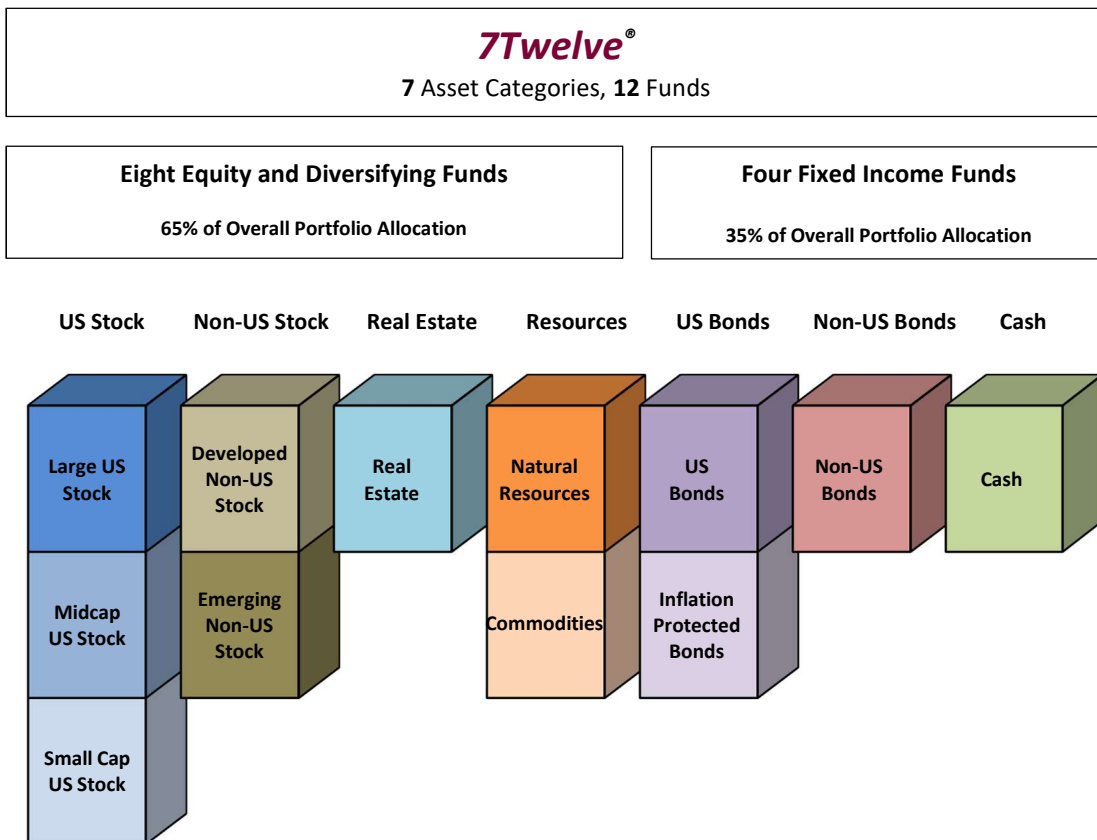 7Twelve®
7 Asset Categories, 12 Funds
Eight Equity and Diversifying Funds
65% of Overall Portfolio Allocation
Four Fixed Income Funds
35% of Overall Portfolio Allocation
US Stock
Non-US Stock
Real Estate
Resources
US Bonds
Non-US Bonds
Cash
Large US
Stock
Developed
Non-US
Stock
Real
Estate
Natural
Resources
US
Bonds
Non-US
Bonds
Cash
Midcap
US Stock
Emerging
Non-US
Stock
Commodities
Inflation
Protected
Bonds
Small Cap
US Stock